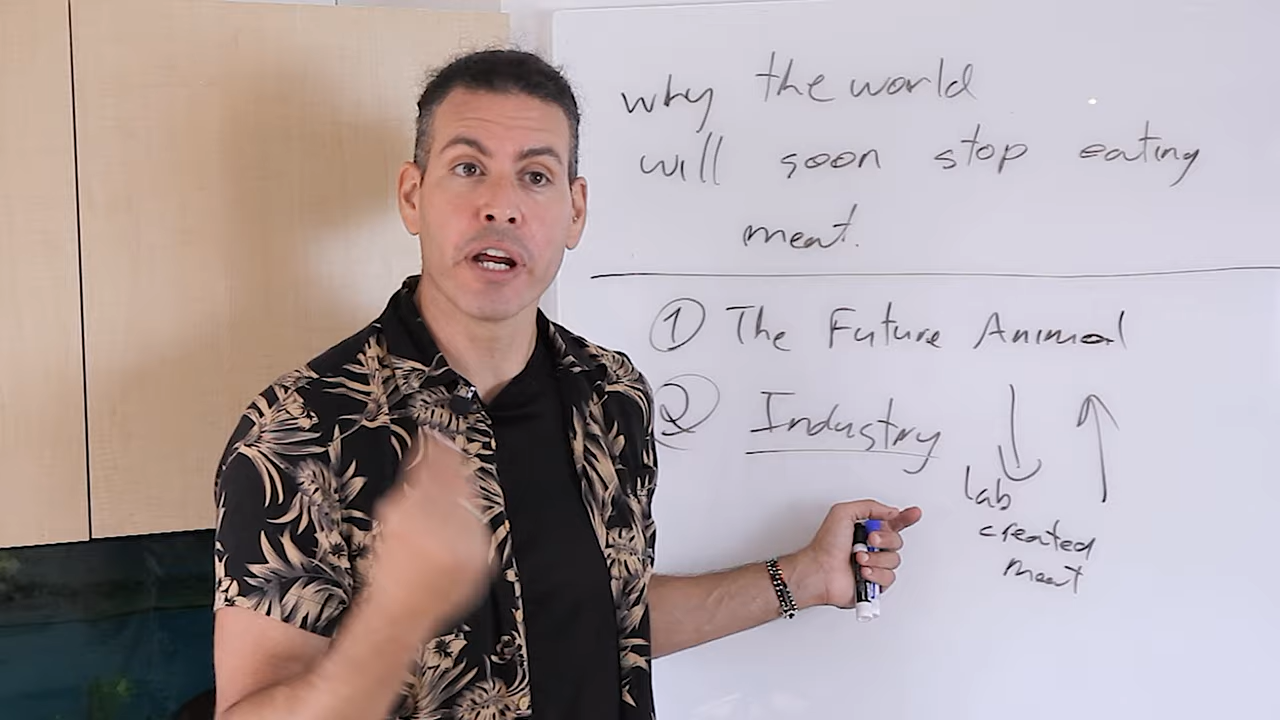 why the world
will soon stop eating
meat.
1 The Future Animal
2 Industry
lab
created
meat